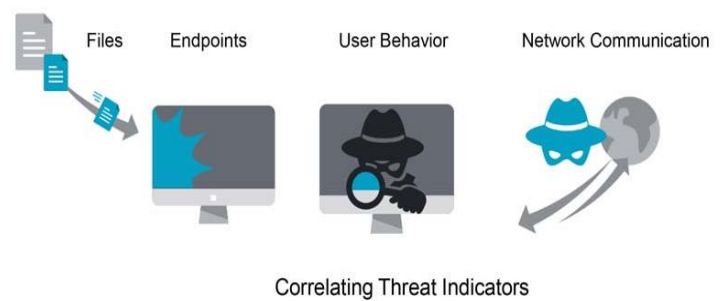 Files
Endpoints
User Behavior
Network Communication
Correlating Threat Indicators